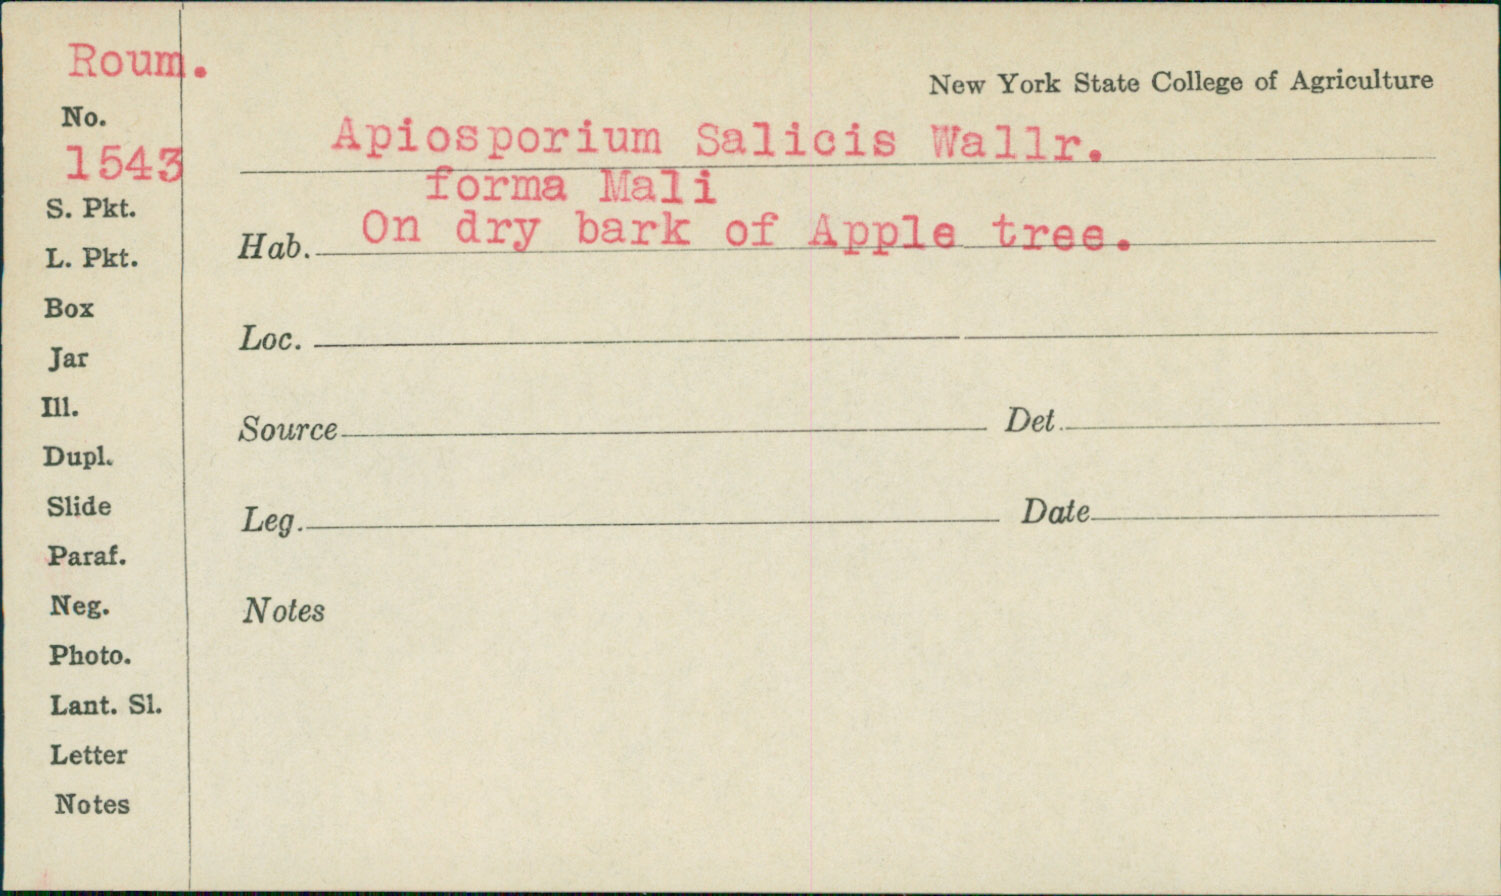 Roum.
New York State College of Agriculture
No.
1543
Apiosporium Salicis Wallr.
forma Mali
S. Pkt.
Hab. On dry bark of Apple tree.
L. Pkt.
Box
Loc.
Jar
Ill.
Source Det.
Dupl.
Slide
Leg. Date
Paraf.
Neg.
Notes
Photo.
Lant. Sl.
Letter
Notes